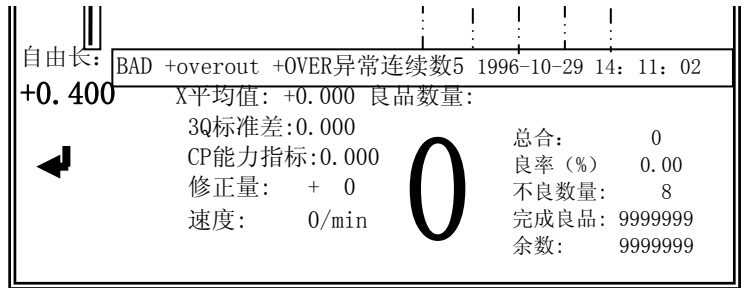 自由长:
BAD +overout +OVER异常连续数5 1996-10-29 14: 11: 02
+0.400
X平均值: +0.000 良品数量:
3Q标准差:0.000
CP能力指标:0.000
修正量: + 0
速度: 0/min
0
总合: 0
良率（%） 0.00
不良数量: 8
完成良品: 9999999
余数: 9999999